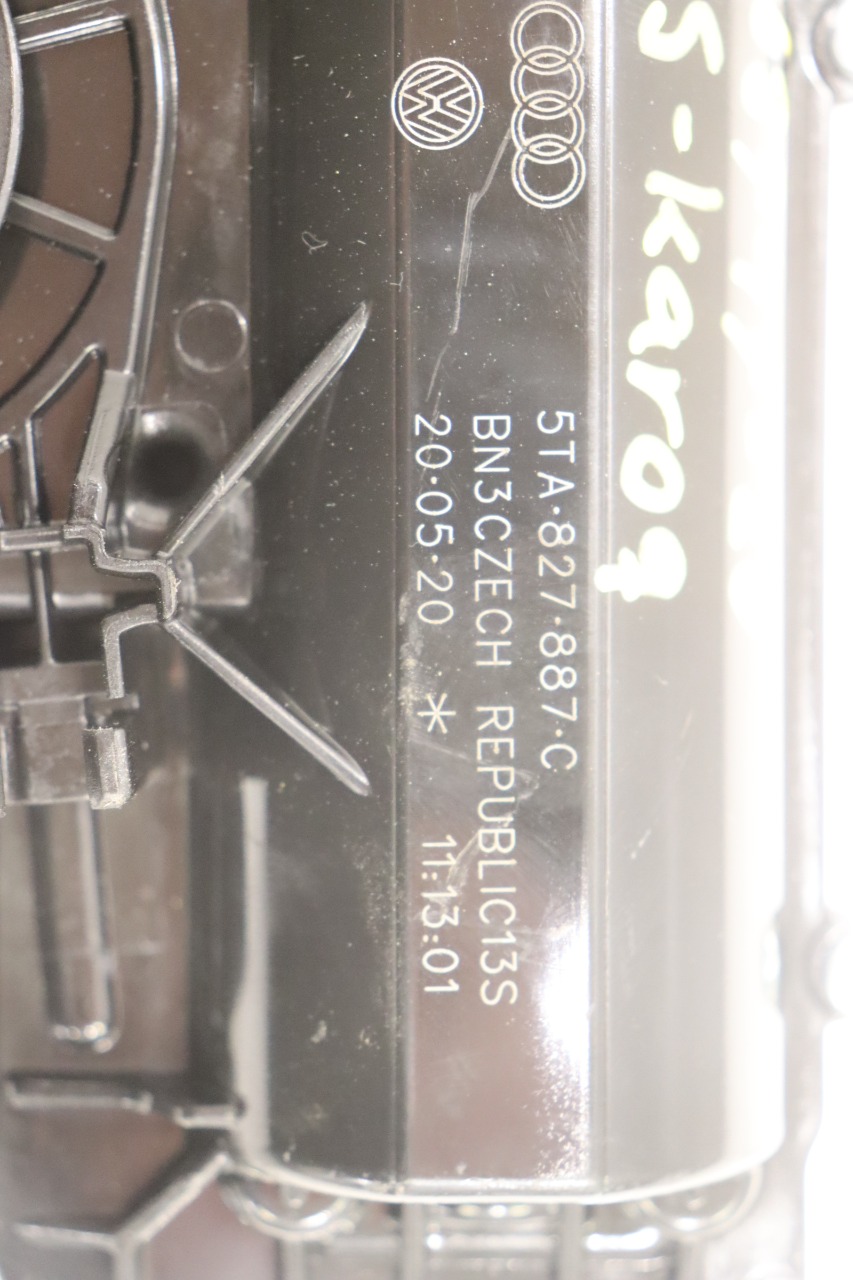 S-karoq
5TA·827·887·C
BN3CZECH REPUBLIC13S
20·05·20 * 11:13:01